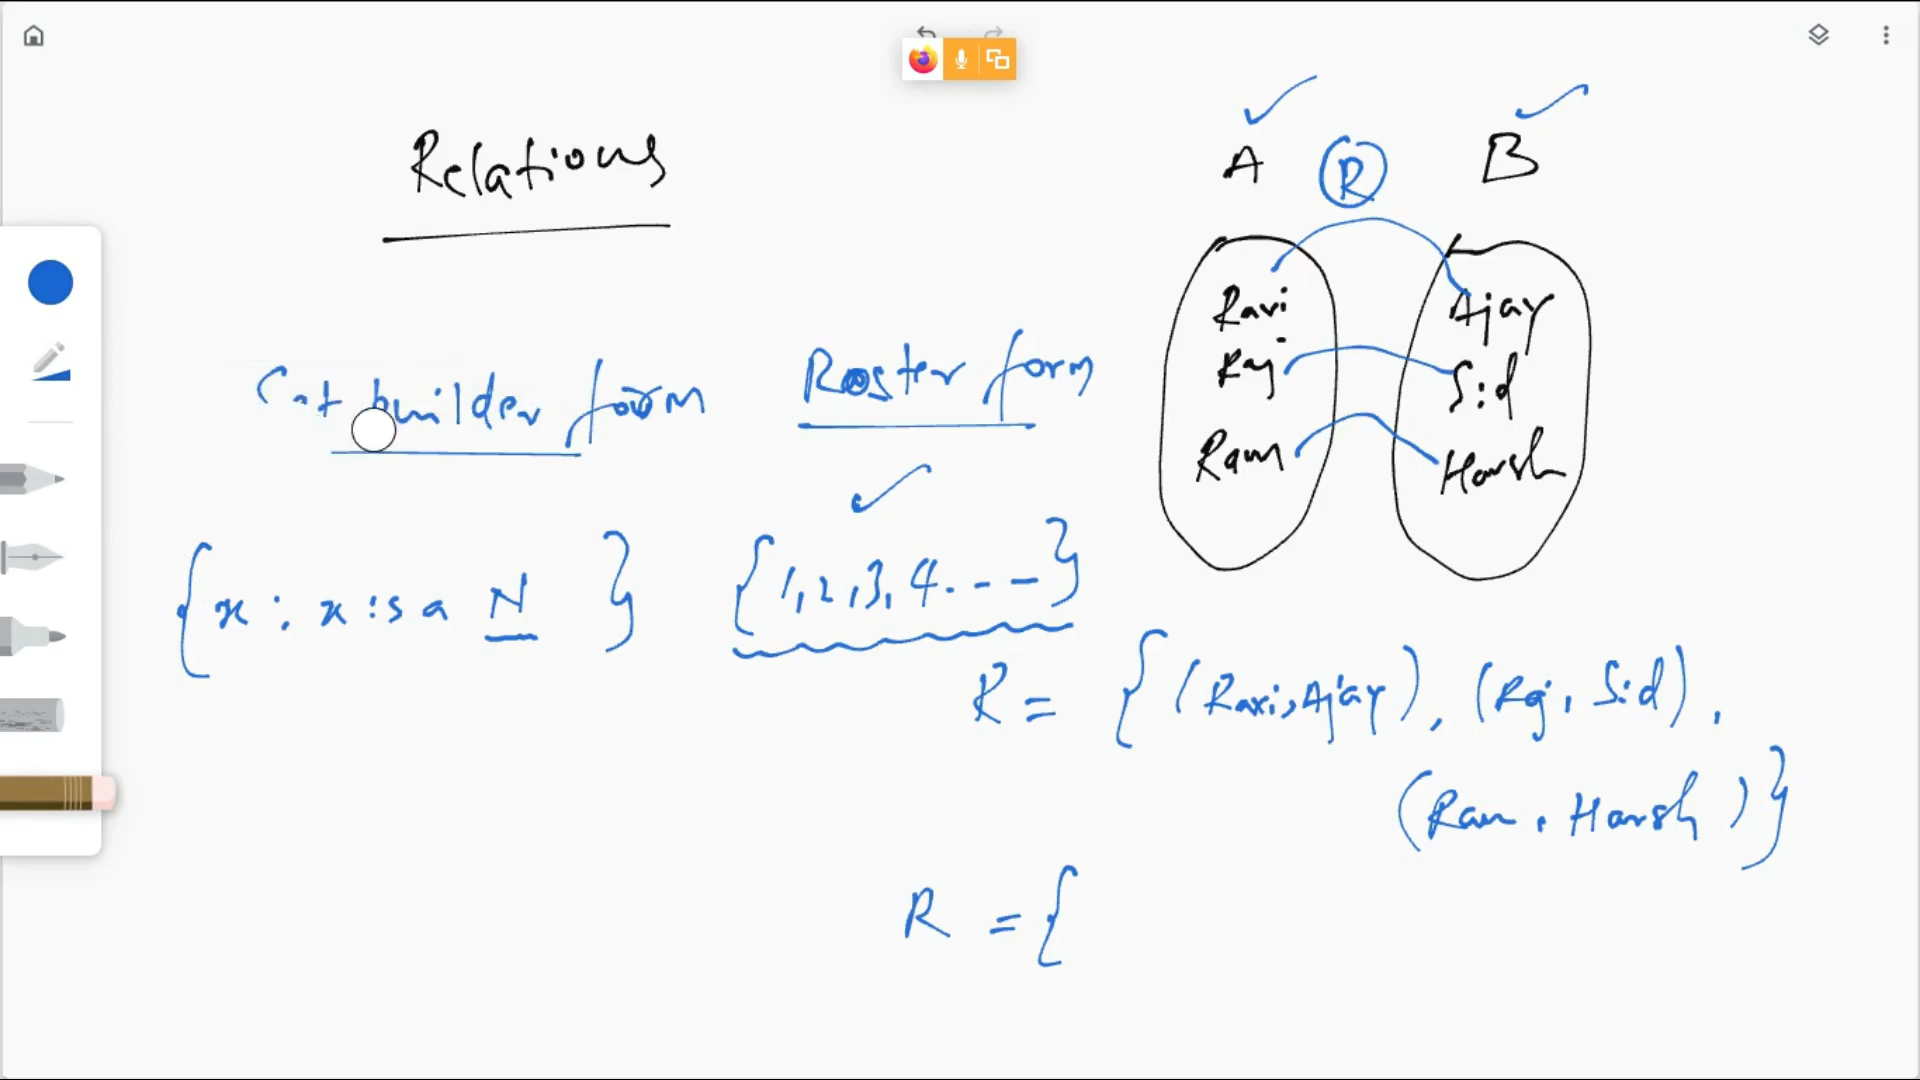 Relations
A R B
Ravi Ajay
Raj Sid
Ram Harsh
Set builder form
Roster form
{x : x is a N }
{1,2,3,4.---}
R = {(Ravi,Ajay), (Raj, Sid),
(Ram, Harsh)}
R = {